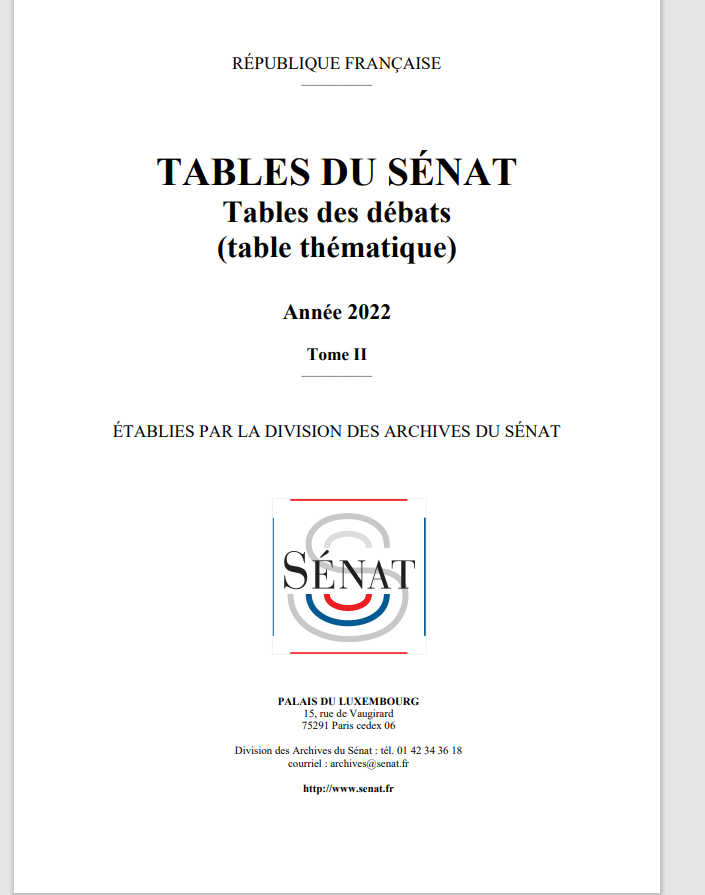 RÉPUBLIQUE FRANÇAISE
TABLES DU SÉNAT
Tables des débats
(table thématique)
Année 2022
Tome II
ÉTABLIES PAR LA DIVISION DES ARCHIVES DU SÉNAT
SÉNAT
PALAIS DU LUXEMBOURG
15, rue de Vaugirard
75291 Paris cedex 06
Division des Archives du Sénat : tél. 01 42 34 36 18
courriel : archives@senat.fr
http://www.senat.fr